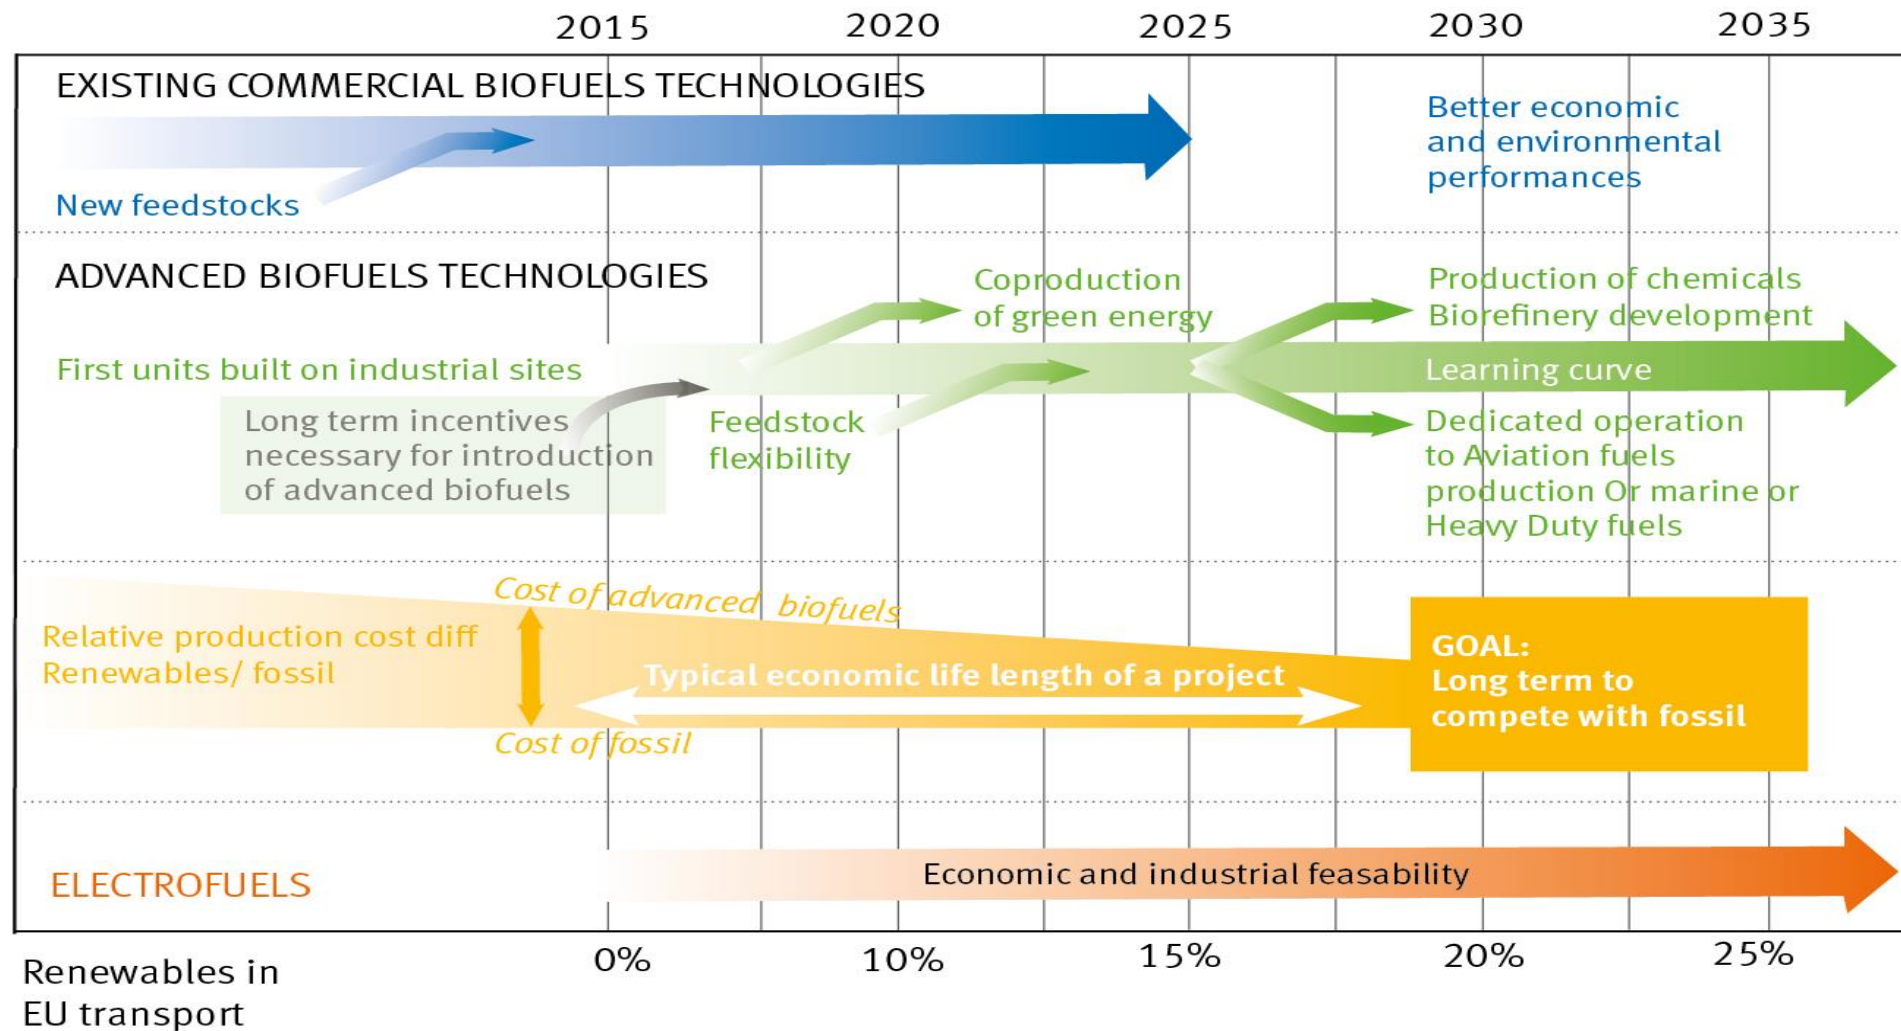 2015 2020 2025 2030 2035
EXISTING COMMERCIAL BIOFUELS TECHNOLOGIES
New feedstocks
Better economic
and environmental
performances
ADVANCED BIOFUELS TECHNOLOGIES
First units built on industrial sites
Long term incentives
necessary for introduction
of advanced biofuels
Feedstock
flexibility
Coproduction
of green energy
Production of chemicals
Biorefinery development
Learning curve
Dedicated operation
to Aviation fuels
production Or marine or
Heavy Duty fuels
Relative production cost diff
Renewables/ fossil
Cost of advanced biofuels
Typical economic life length of a project
Cost of fossil
GOAL:
Long term to
compete with fossil
ELECTROFUELS
Economic and industrial feasability
Renewables in
EU transport
0% 10% 15% 20% 25%